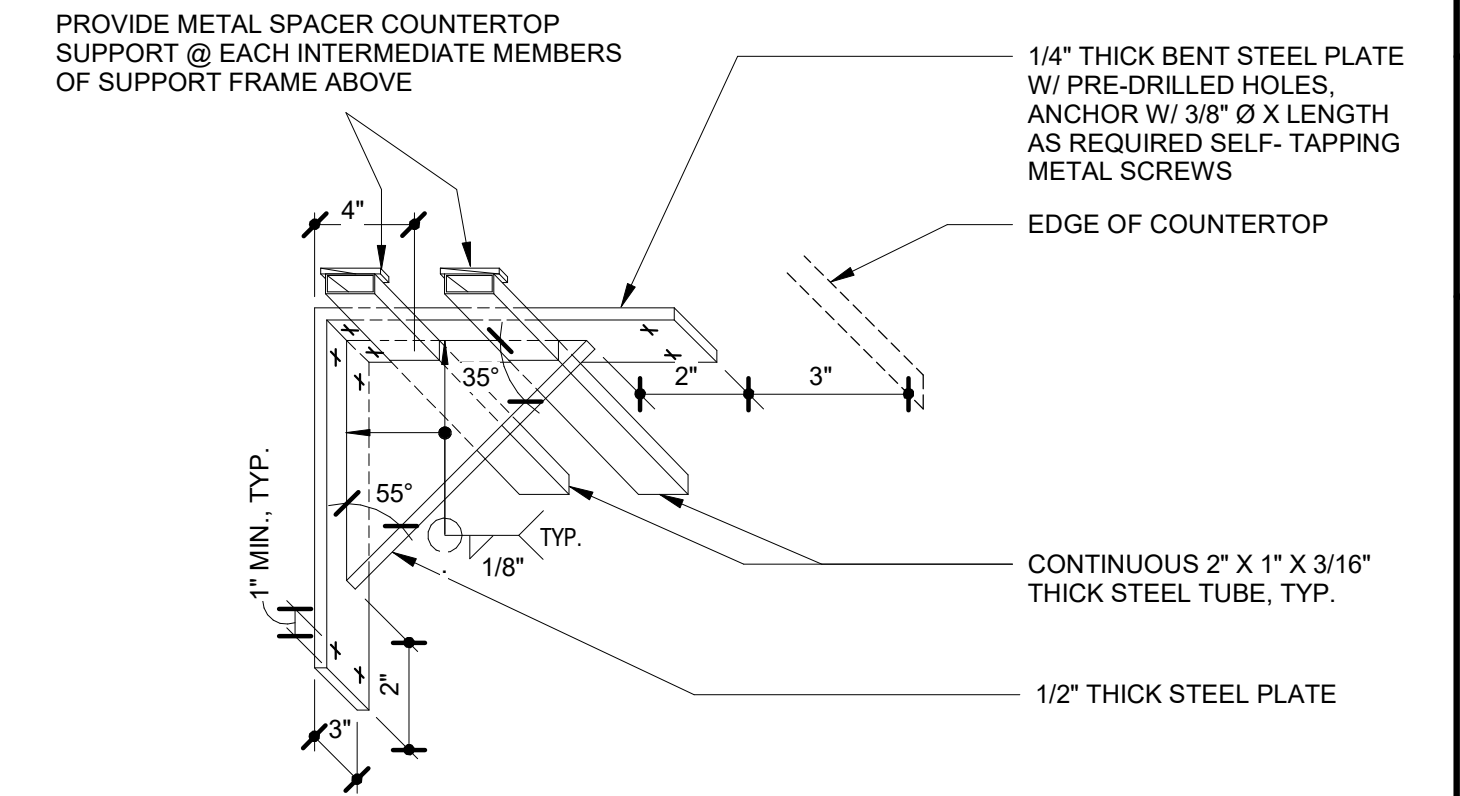 PROVIDE METAL SPACER COUNTERTOP
SUPPORT @ EACH INTERMEDIATE MEMBERS
OF SUPPORT FRAME ABOVE
1/4" THICK BENT STEEL PLATE
W/ PRE-DRILLED HOLES,
ANCHOR W/ 3/8" Ø X LENGTH
AS REQUIRED SELF- TAPPING
METAL SCREWS
EDGE OF COUNTERTOP
4"
35°
2"
3"
55°
1" MIN., TYP.
TYP.
1/8"
CONTINUOUS 2" X 1" X 3/16"
THICK STEEL TUBE, TYP.
2"
1/2" THICK STEEL PLATE
3"